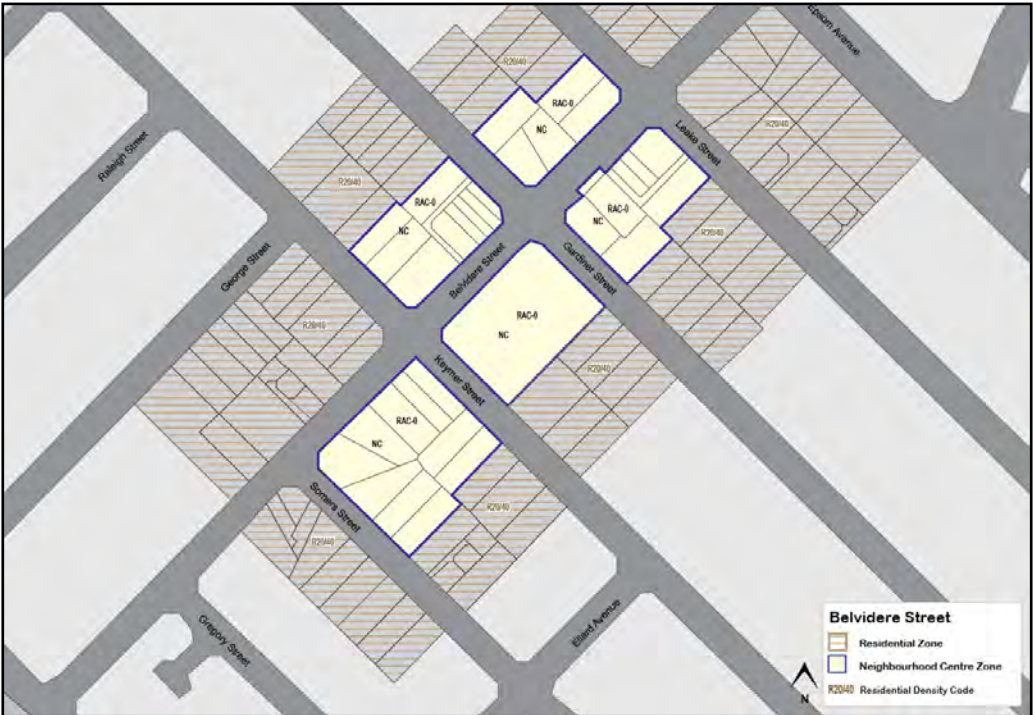 Epsom Avenue
R20/40
RAC-0
NC
R20/40
Leake Street
Raleigh Street
R20/40
RAC-0
NC
RAC-0
NC
R20/40
George Street
Belvidere Street
Gardiner Street
RAC-0
NC
R20/40
Keymer Street
R20/40
RAC-0
NC
Somers Street
R20/40
R20/40
Gregory Street
Ellard Avenue
N
Belvidere Street
Residential Zone
Neighbourhood Centre Zone
R20/40 Residential Density Code